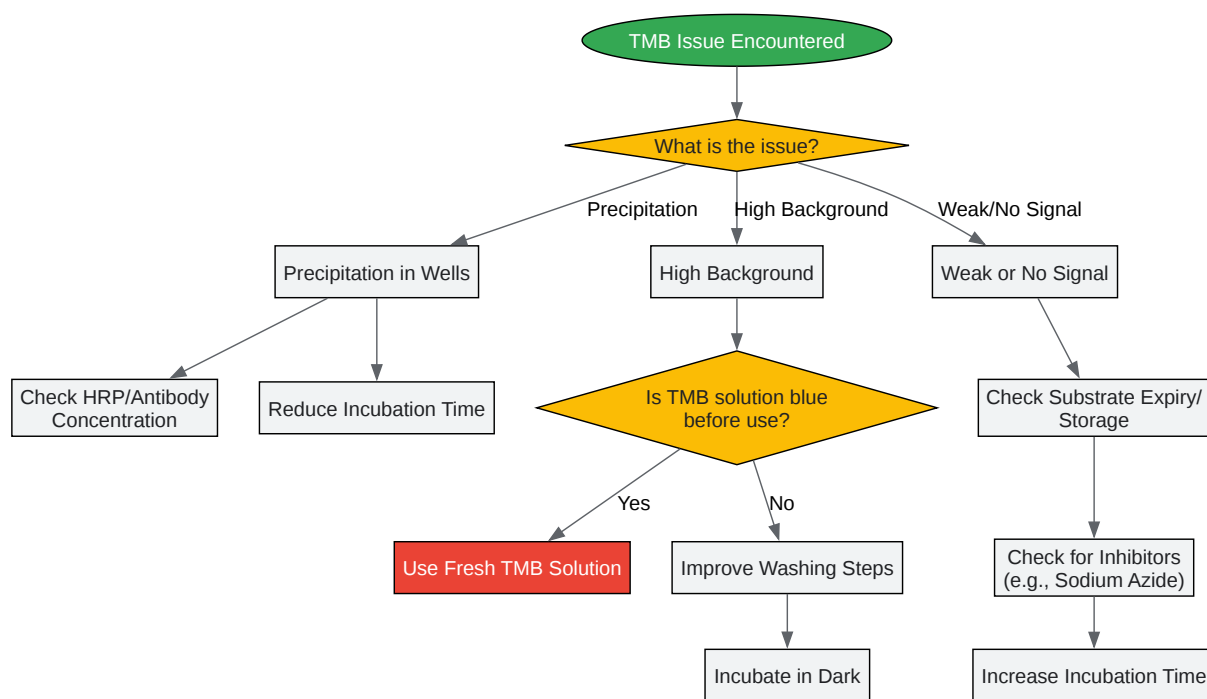 TMB Issue Encountered
What is the issue?
Precipitation
High Background
Weak/No Signal
Precipitation in Wells
High Background
Weak or No Signal
Check HRP/Antibody
Concentration
Reduce Incubation Time
Is TMB solution blue
before use?
Check Substrate Expiry/
Storage
Yes
No
Use Fresh TMB Solution
Improve Washing Steps
Check for Inhibitors
(e.g., Sodium Azide)
Incubate in Dark
Increase Incubation Time